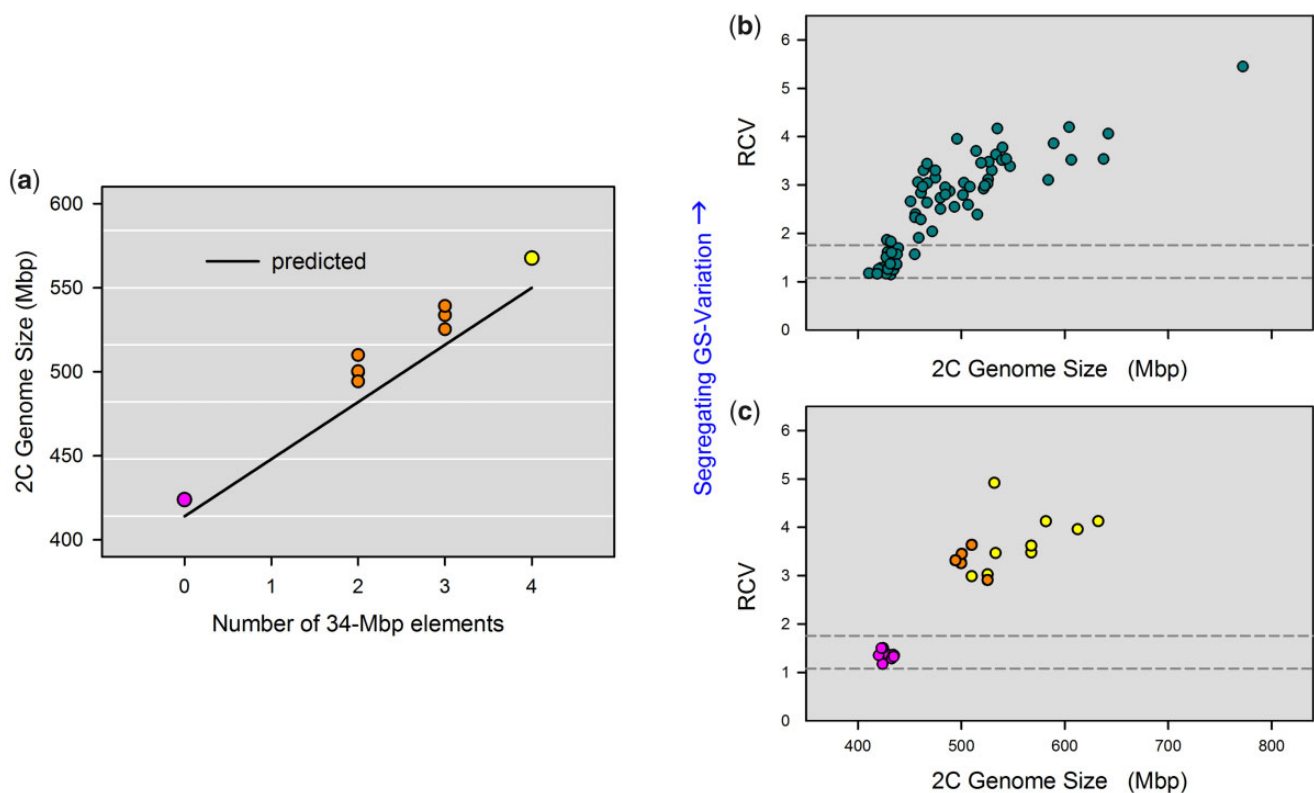 (a)
2C Genome Size (Mbp)
600
550
500
450
400
predicted
0 1 2 3 4
Number of 34-Mbp elements
Segregating GS-Variation →
(b)
RCV
6
5
4
3
2
1
0
2C Genome Size (Mbp)
(c)
RCV
6
5
4
3
2
1
0
400 500 600 700 800
2C Genome Size (Mbp)